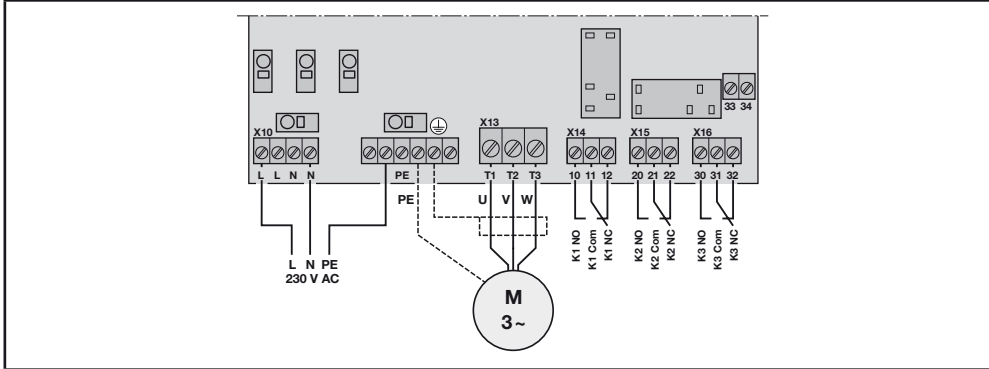 33 34
X10
X13
X14
X15
X16
L L N N
PE
T1 T2 T3
10 11 12
20 21 22
30 31 32
PE
U V W
K1 NO
K1 Com
K1 NC
K2 NO
K2 Com
K2 NC
K3 NO
K3 Com
K3 NC
L N PE
230 V AC
M
3~